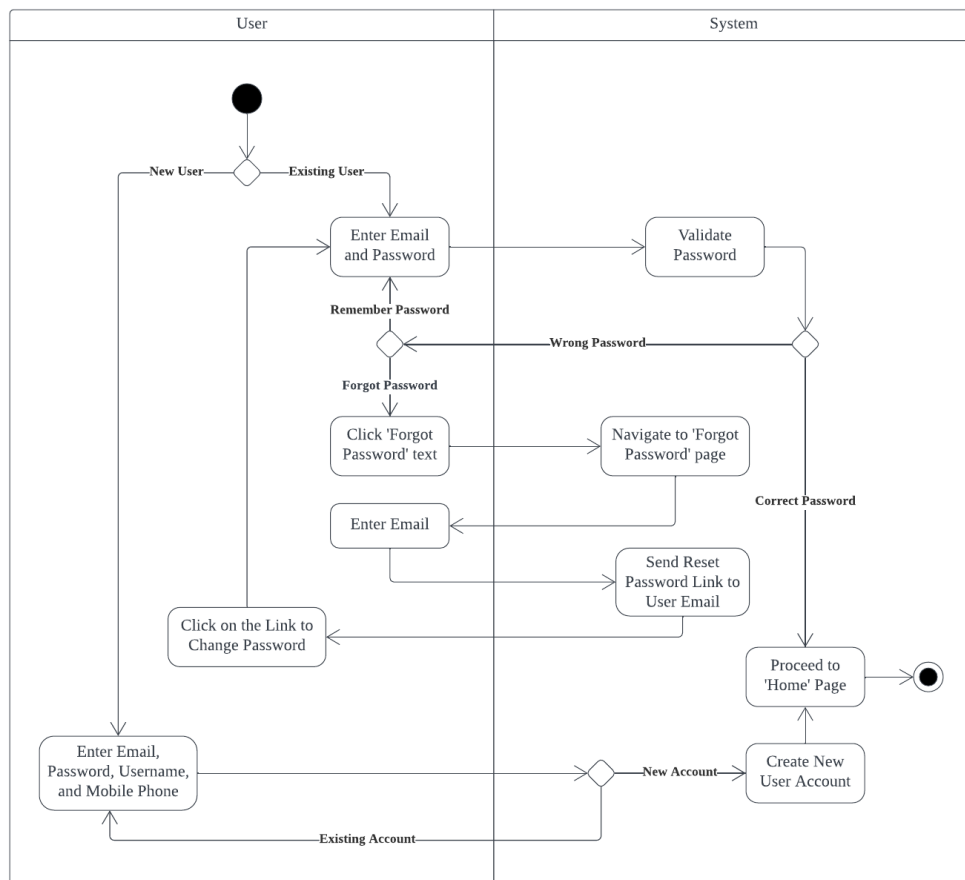 User
System
New User
Existing User
Enter Email
and Password
Validate
Password
Remember Password
Wrong Password
Forgot Password
Click 'Forgot
Password' text
Navigate to 'Forgot
Password' page
Correct Password
Enter Email
Send Reset
Password Link to
User Email
Click on the Link to
Change Password
Proceed to
'Home' Page
Enter Email,
Password, Username,
and Mobile Phone
New Account
Create New
User Account
Existing Account